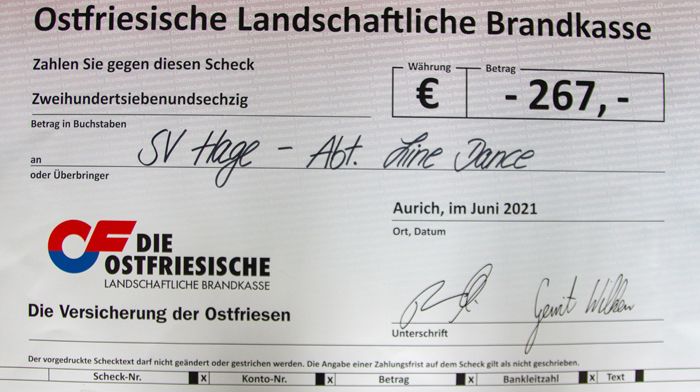 Ostfriesische Landschaftliche Brandkasse
Zahlen Sie gegen diesen Scheck
Währung
Betrag
€
- 267,-
Zweihundertsiebenundsechzig
Betrag in Buchstaben
SV Hage - Abt. Line Dance
an
oder Überbringer
Aurich, im Juni 2021
Ort, Datum
DIE
OSTFRIESISCHE
LANDSCHAFTLICHE BRANDKASSE
Die Versicherung der Ostfriesen
Gerrit Wilken
Unterschrift
Der vorgedruckte Schecktext darf nicht geändert oder gestrichen werden. Die Angabe einer Zahlungsfrist auf dem Scheck gilt als nicht geschrieben.
Scheck-Nr. x Konto-Nr. x Betrag x Bankleitzahl x Text